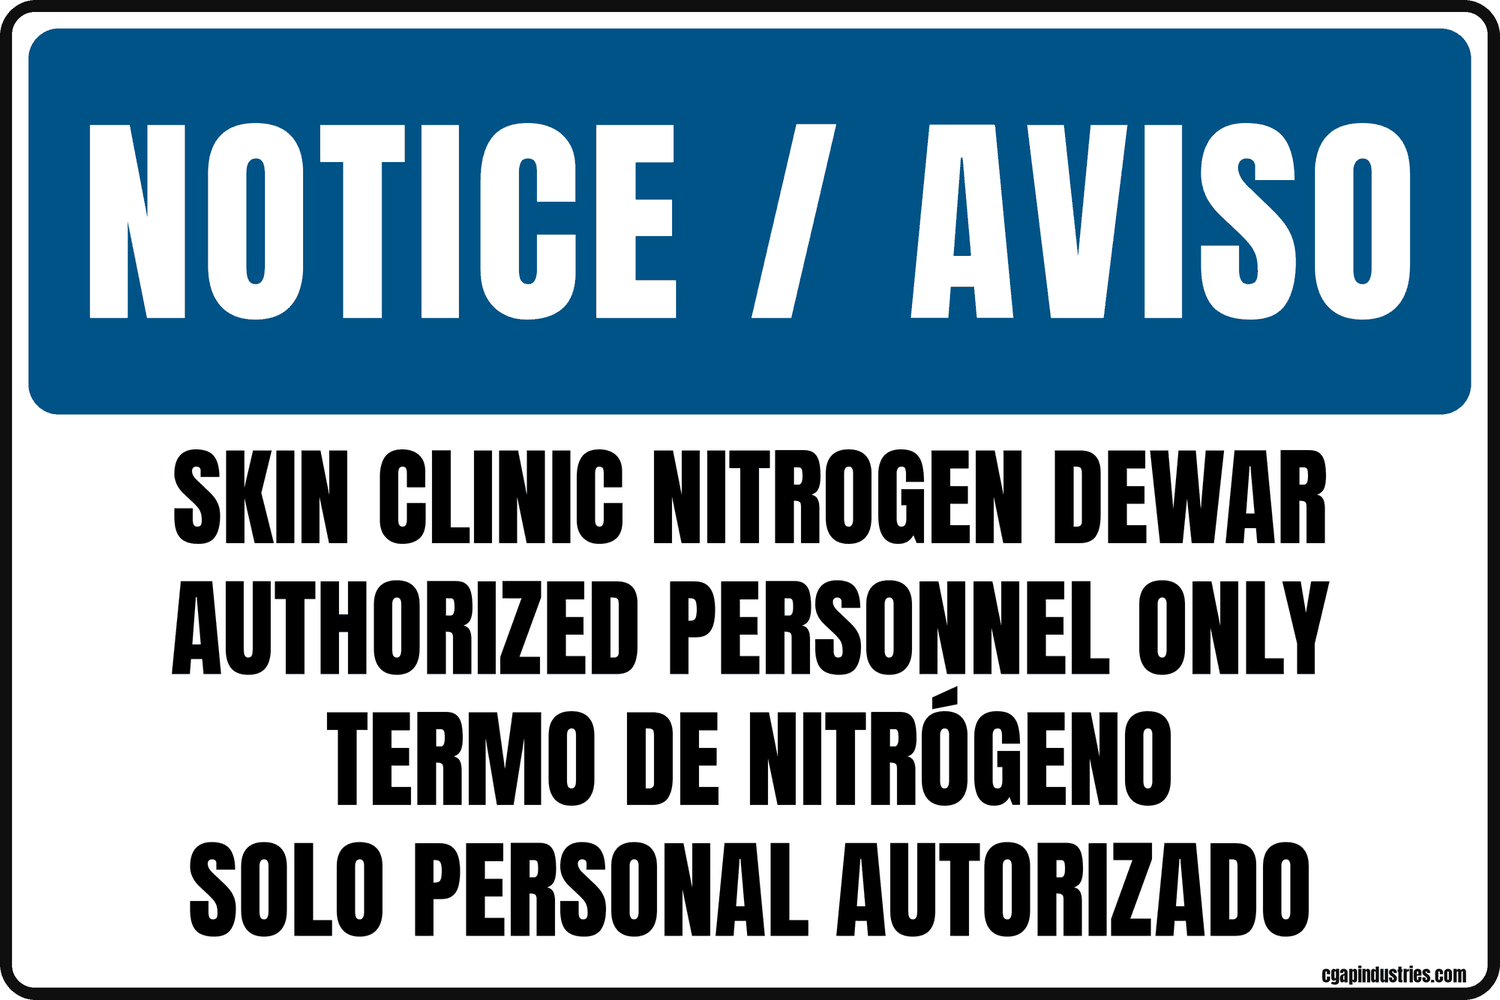 NOTICE / AVISO
SKIN CLINIC NITROGEN DEWAR
AUTHORIZED PERSONNEL ONLY
TERMO DE NITRÓGENO
SOLO PERSONAL AUTORIZADO
cgapindustries.com